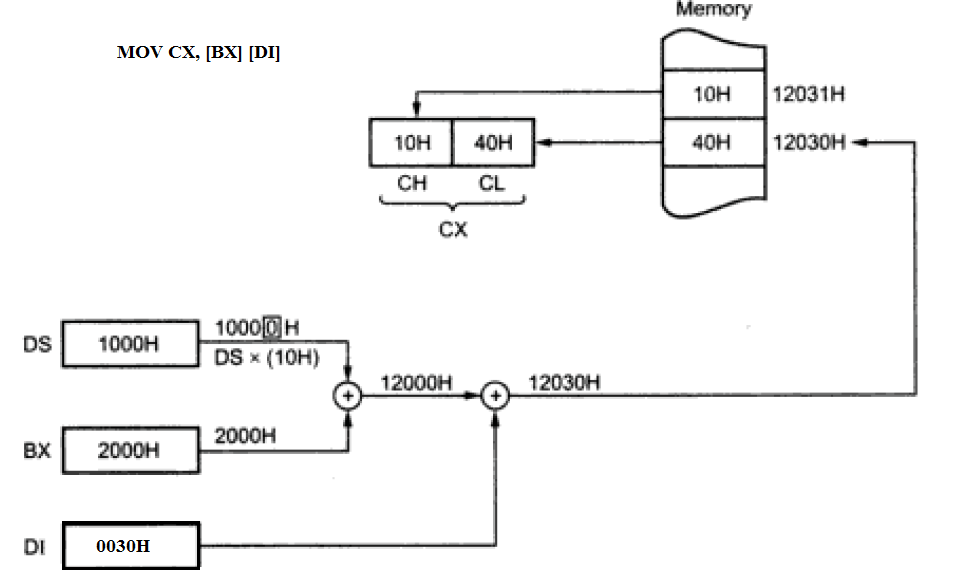 Memory
MOV CX, [BX] [DI]
10H 12031H
10H 40H 40H 12030H
CH CL
CX
10000H
DS 1000H
DS × (10H)
12000H 12030H
+ +
2000H
BX 2000H
DI 0030H